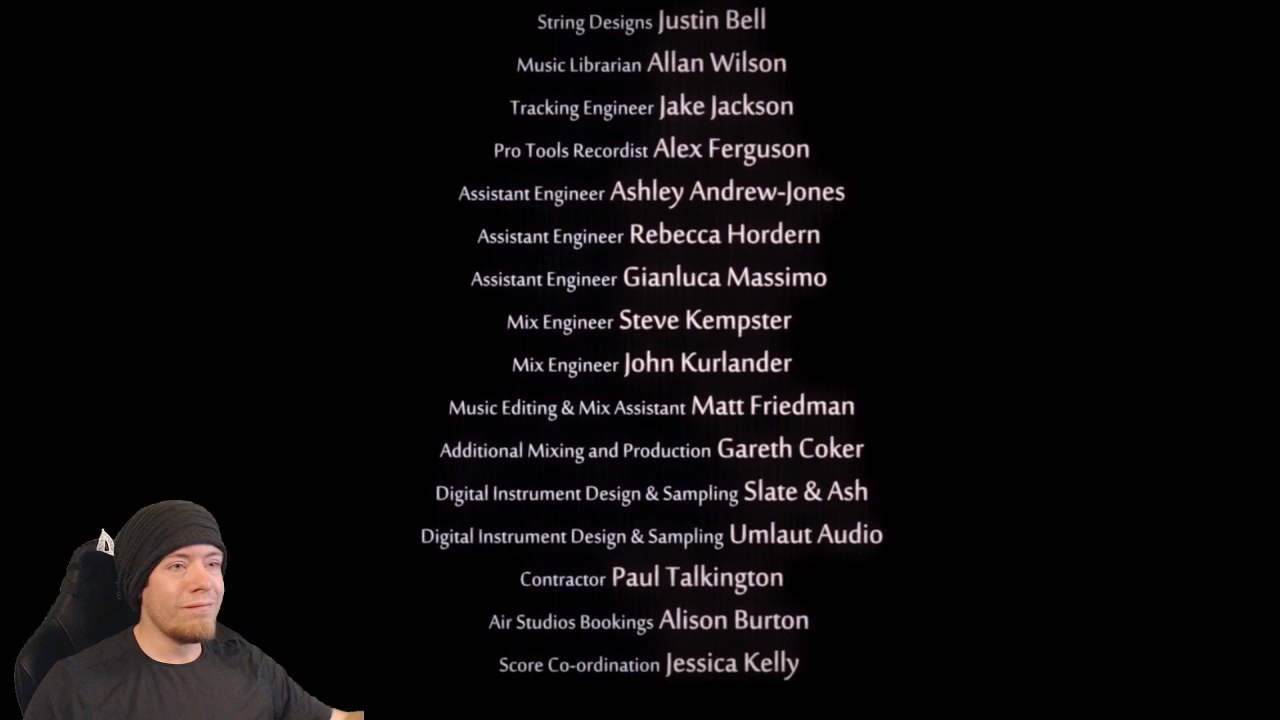 String Designs Justin Bell
Music Librarian Allan Wilson
Tracking Engineer Jake Jackson
Pro Tools Recordist Alex Ferguson
Assistant Engineer Ashley Andrew-Jones
Assistant Engineer Rebecca Hordern
Assistant Engineer Gianluca Massimo
Mix Engineer Steve Kempster
Mix Engineer John Kurlander
Music Editing & Mix Assistant Matt Friedman
Additional Mixing and Production Gareth Coker
Digital Instrument Design & Sampling Slate & Ash
Digital Instrument Design & Sampling Umlaut Audio
Contractor Paul Talkington
Air Studios Bookings Alison Burton
Score Co-ordination Jessica Kelly